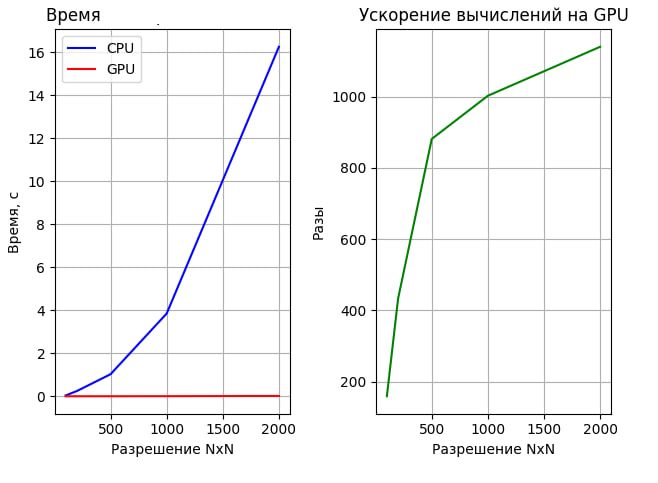 Время
CPU
GPU
16
14
12
10
8
6
4
2
0
Время, с
500
1000
1500
2000
Разрешение NxN
Ускорение вычислений на GPU
1000
800
600
400
200
Разы
500
1000
1500
2000
Разрешение NxN